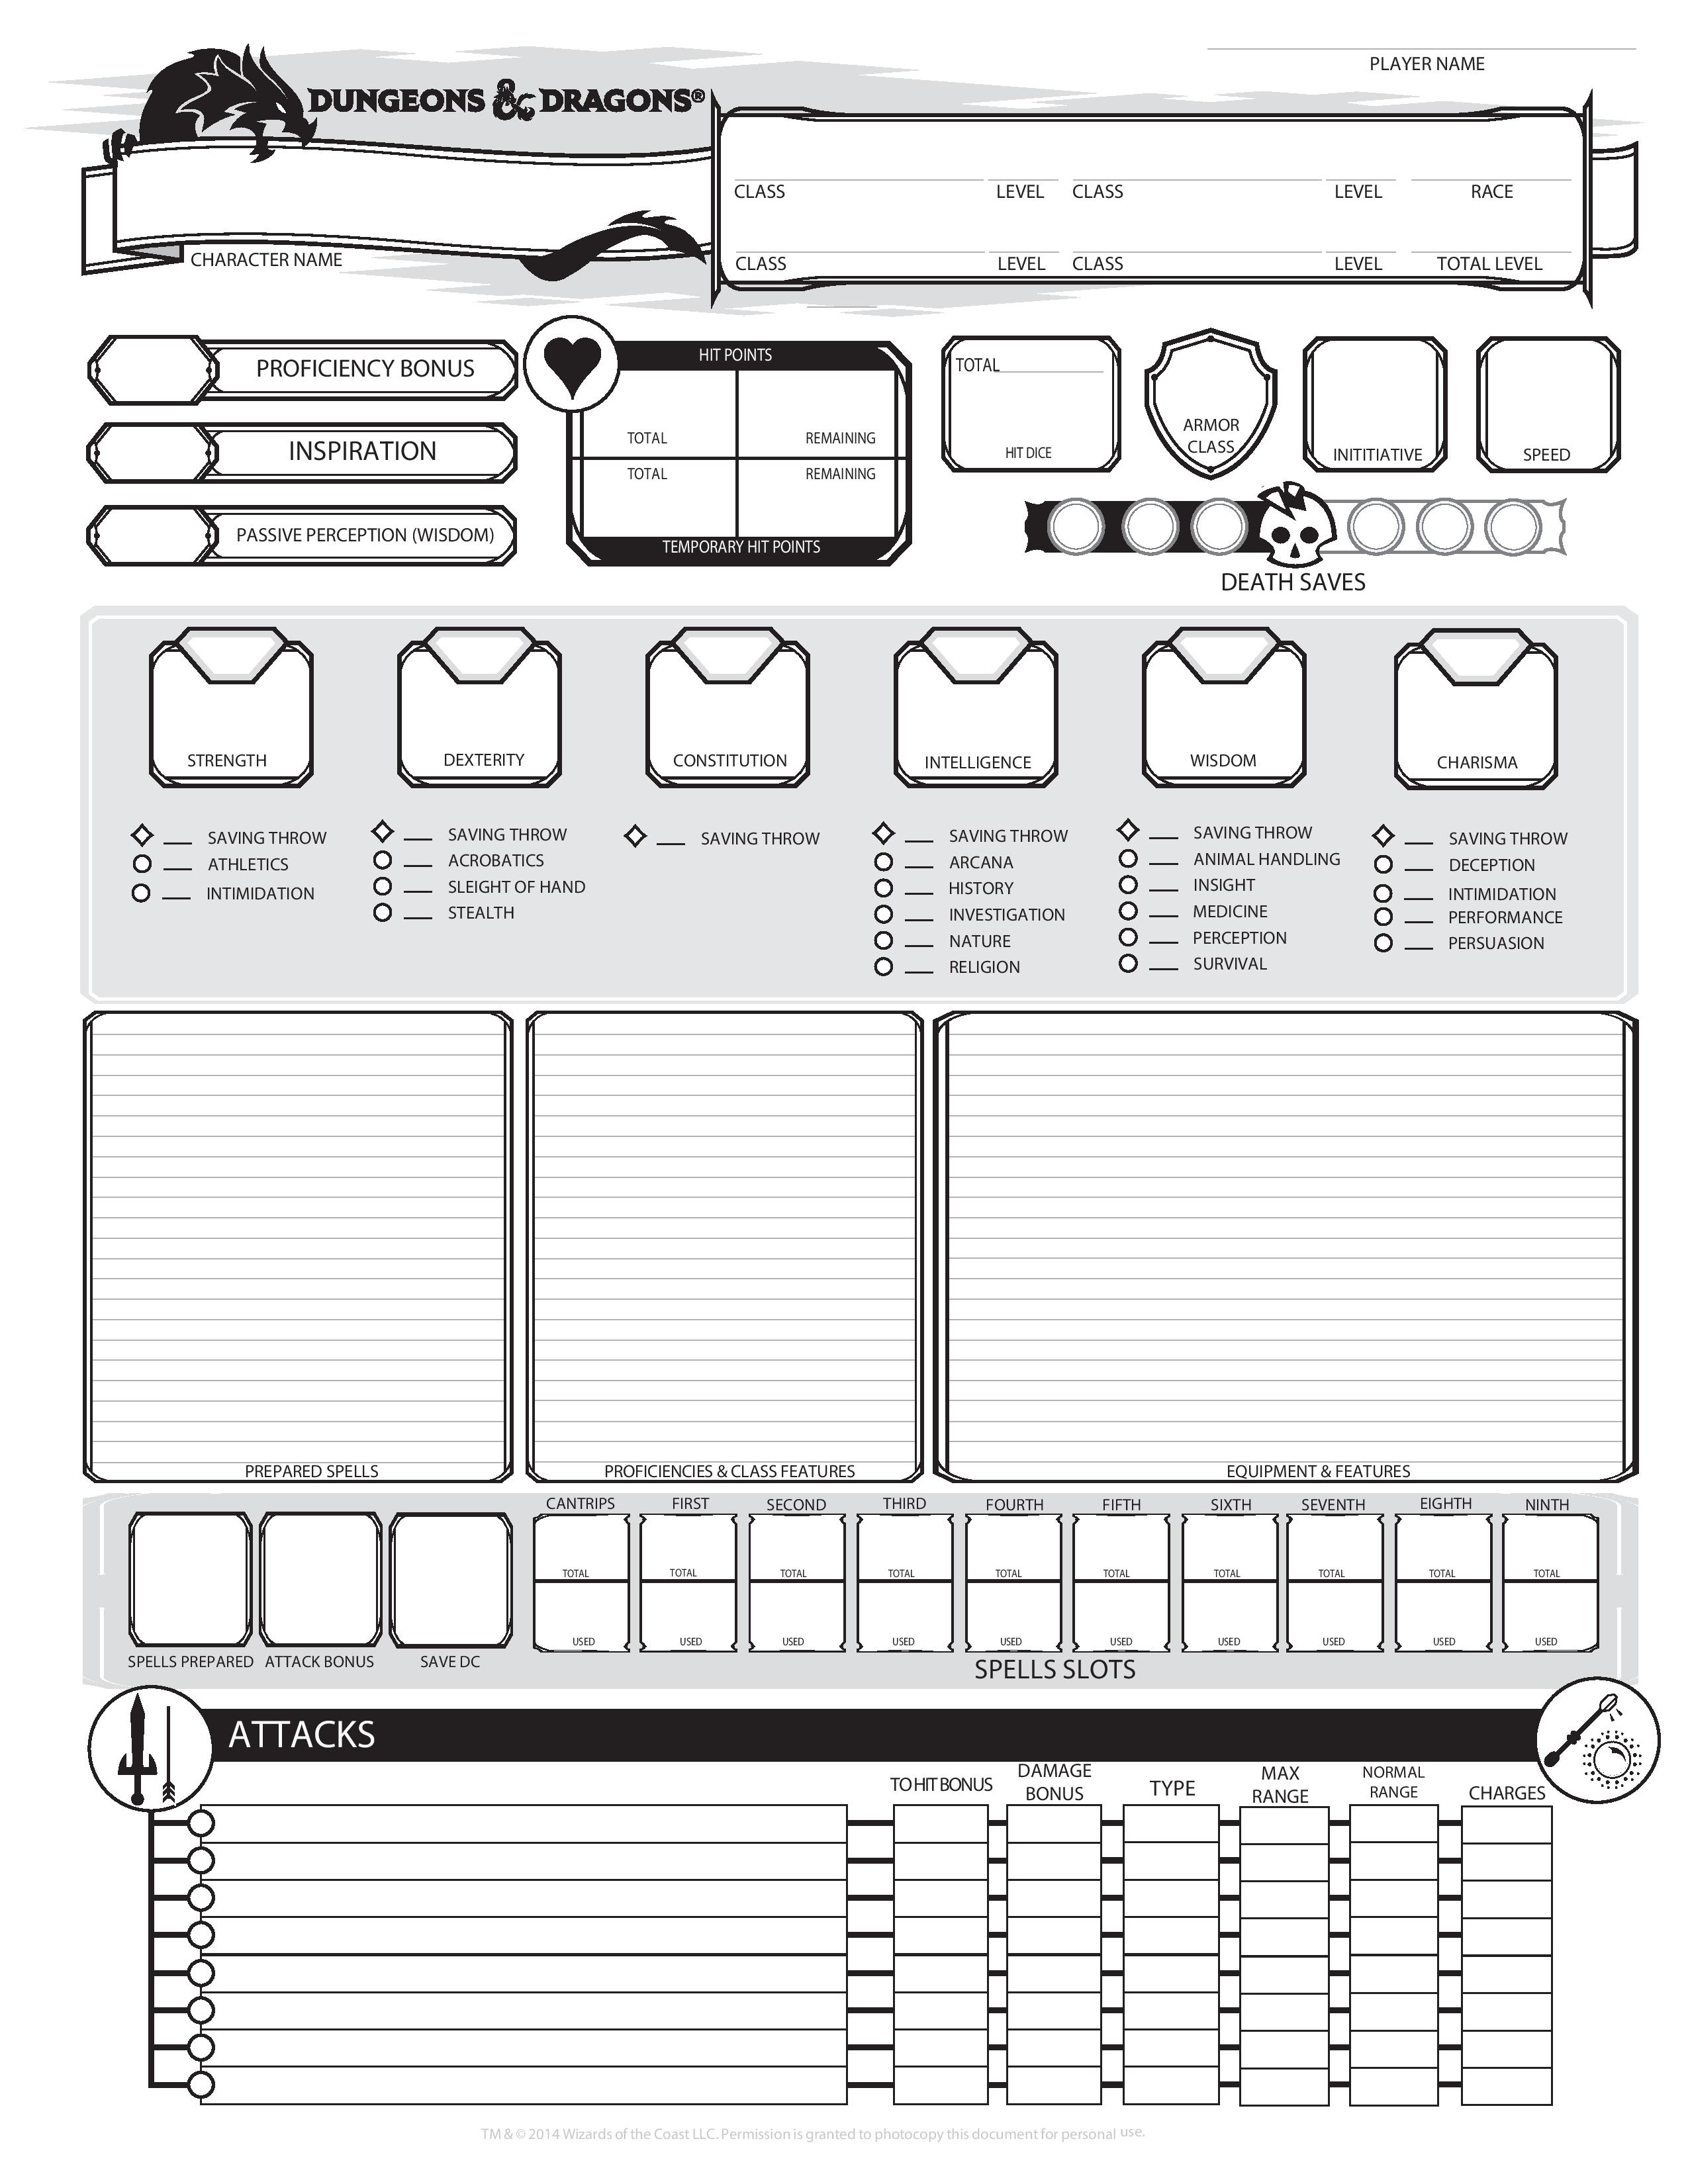 PLAYER NAME
DUNGEONS & DRAGONS®
CLASS LEVEL CLASS LEVEL RACE
CHARACTER NAME
CLASS LEVEL CLASS LEVEL TOTAL LEVEL
PROFICIENCY BONUS
INSPIRATION
PASSIVE PERCEPTION (WISDOM)
HIT POINTS
TOTAL REMAINING
TOTAL REMAINING
TEMPORARY HIT POINTS
TOTAL
HIT DICE
ARMOR
CLASS
INITITIATIVE
SPEED
DEATH SAVES
STRENGTH
SAVING THROW
ATHLETICS
INTIMIDATION
DEXTERITY
SAVING THROW
ACROBATICS
SLEIGHT OF HAND
STEALTH
CONSTITUTION
SAVING THROW
INTELLIGENCE
SAVING THROW
ARCANA
HISTORY
INVESTIGATION
NATURE
RELIGION
WISDOM
SAVING THROW
ANIMAL HANDLING
INSIGHT
MEDICINE
PERCEPTION
SURVIVAL
CHARISMA
SAVING THROW
DECEPTION
INTIMIDATION
PERFORMANCE
PERSUASION
PREPARED SPELLS
PROFICIENCIES & CLASS FEATURES
EQUIPMENT & FEATURES
CANTRIPS FIRST SECOND THIRD FOURTH FIFTH SIXTH SEVENTH EIGHTH NINTH
TOTAL TOTAL TOTAL TOTAL TOTAL TOTAL TOTAL TOTAL TOTAL TOTAL
USED USED USED USED USED USED USED USED USED USED
SPELLS PREPARED ATTACK BONUS SAVE DC
SPELLS SLOTS
ATTACKS
TO HIT BONUS
DAMAGE
BONUS
TYPE
MAX
RANGE
NORMAL
RANGE
CHARGES
TM & © 2014 Wizards of the Coast LLC. Permission is granted to photocopy this document for personal use.